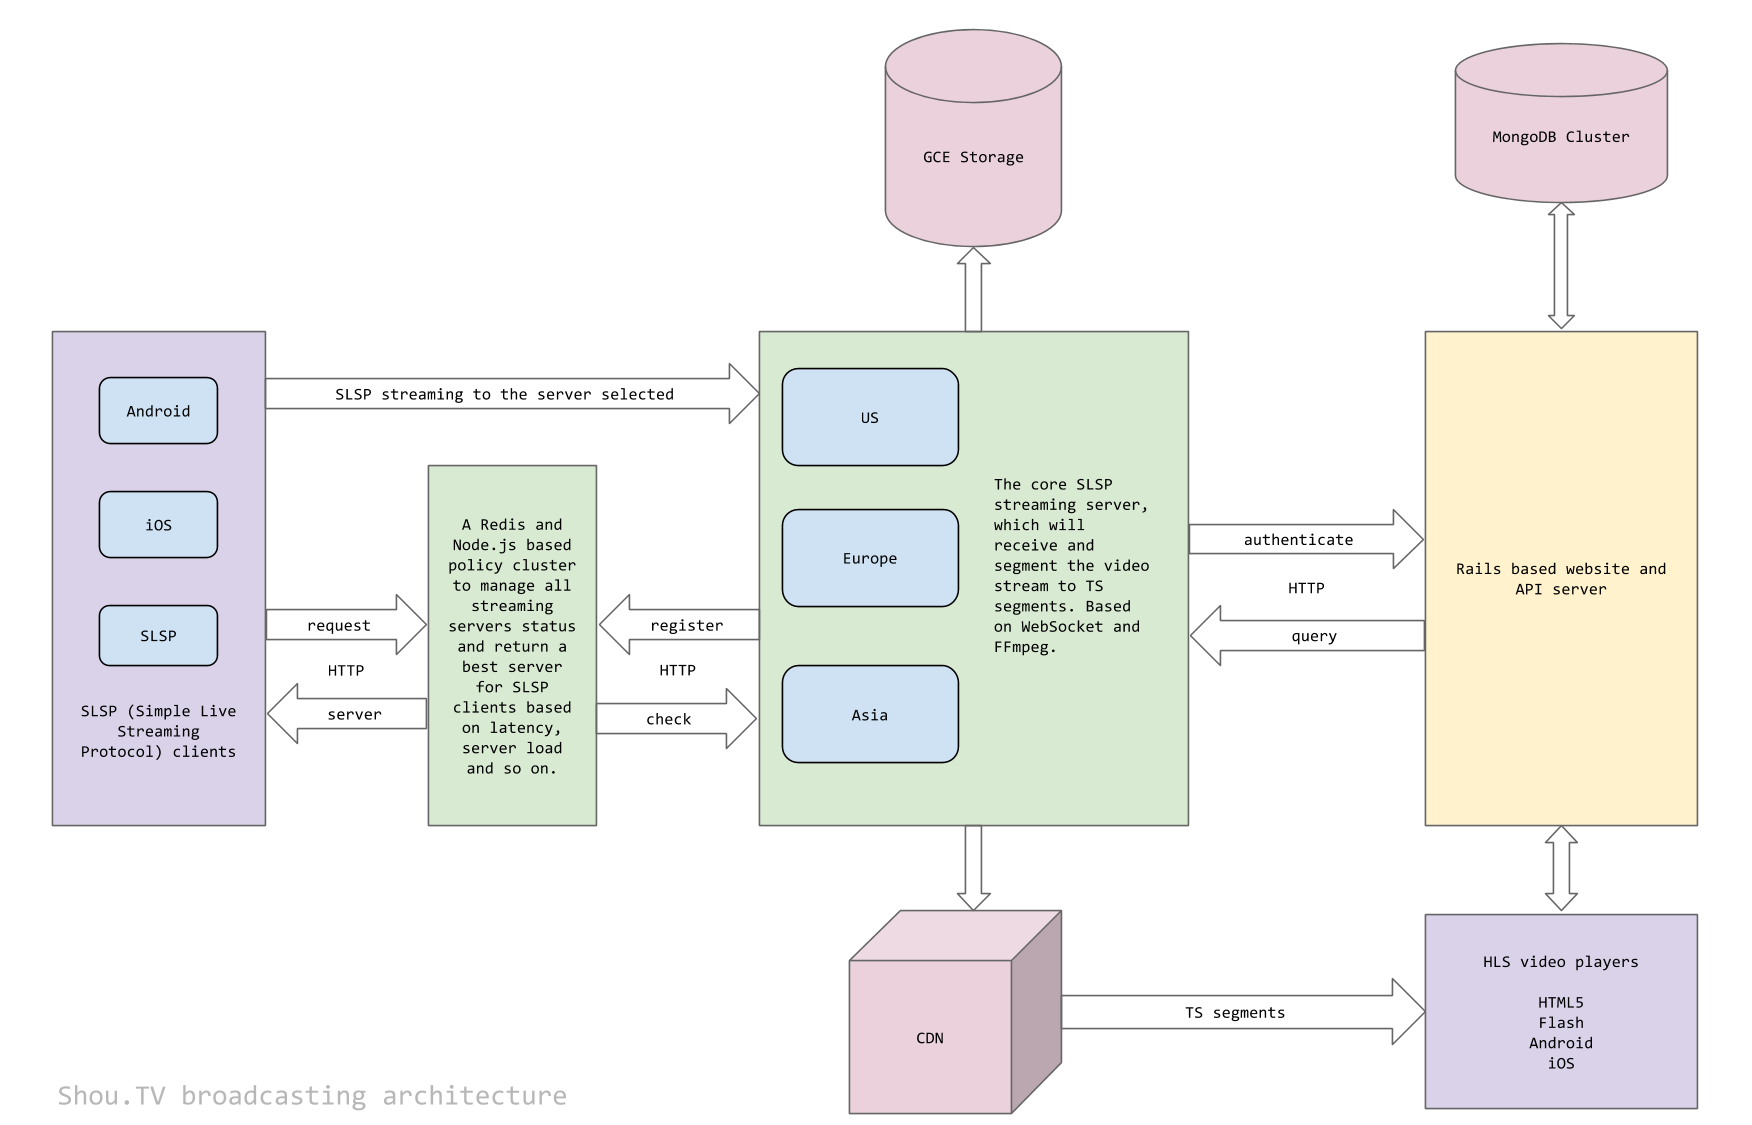 GCE Storage
MongoDB Cluster
Android
iOS
SLSP
SLSP (Simple Live
Streaming
Protocol) clients
SLSP streaming to the server selected
request
HTTP
server
A Redis and
Node.js based
policy cluster
to manage all
streaming
servers status
and return a
best server
for SLSP
clients based
on latency,
server load
and so on.
register
HTTP
check
US
Europe
Asia
The core SLSP
streaming server,
which will
receive and
segment the video
stream to TS
segments. Based
on WebSocket and
FFmpeg.
authenticate
HTTP
query
Rails based website and
API server
CDN
TS segments
HLS video players
HTML5
Flash
Android
iOS
Shou.TV broadcasting architecture